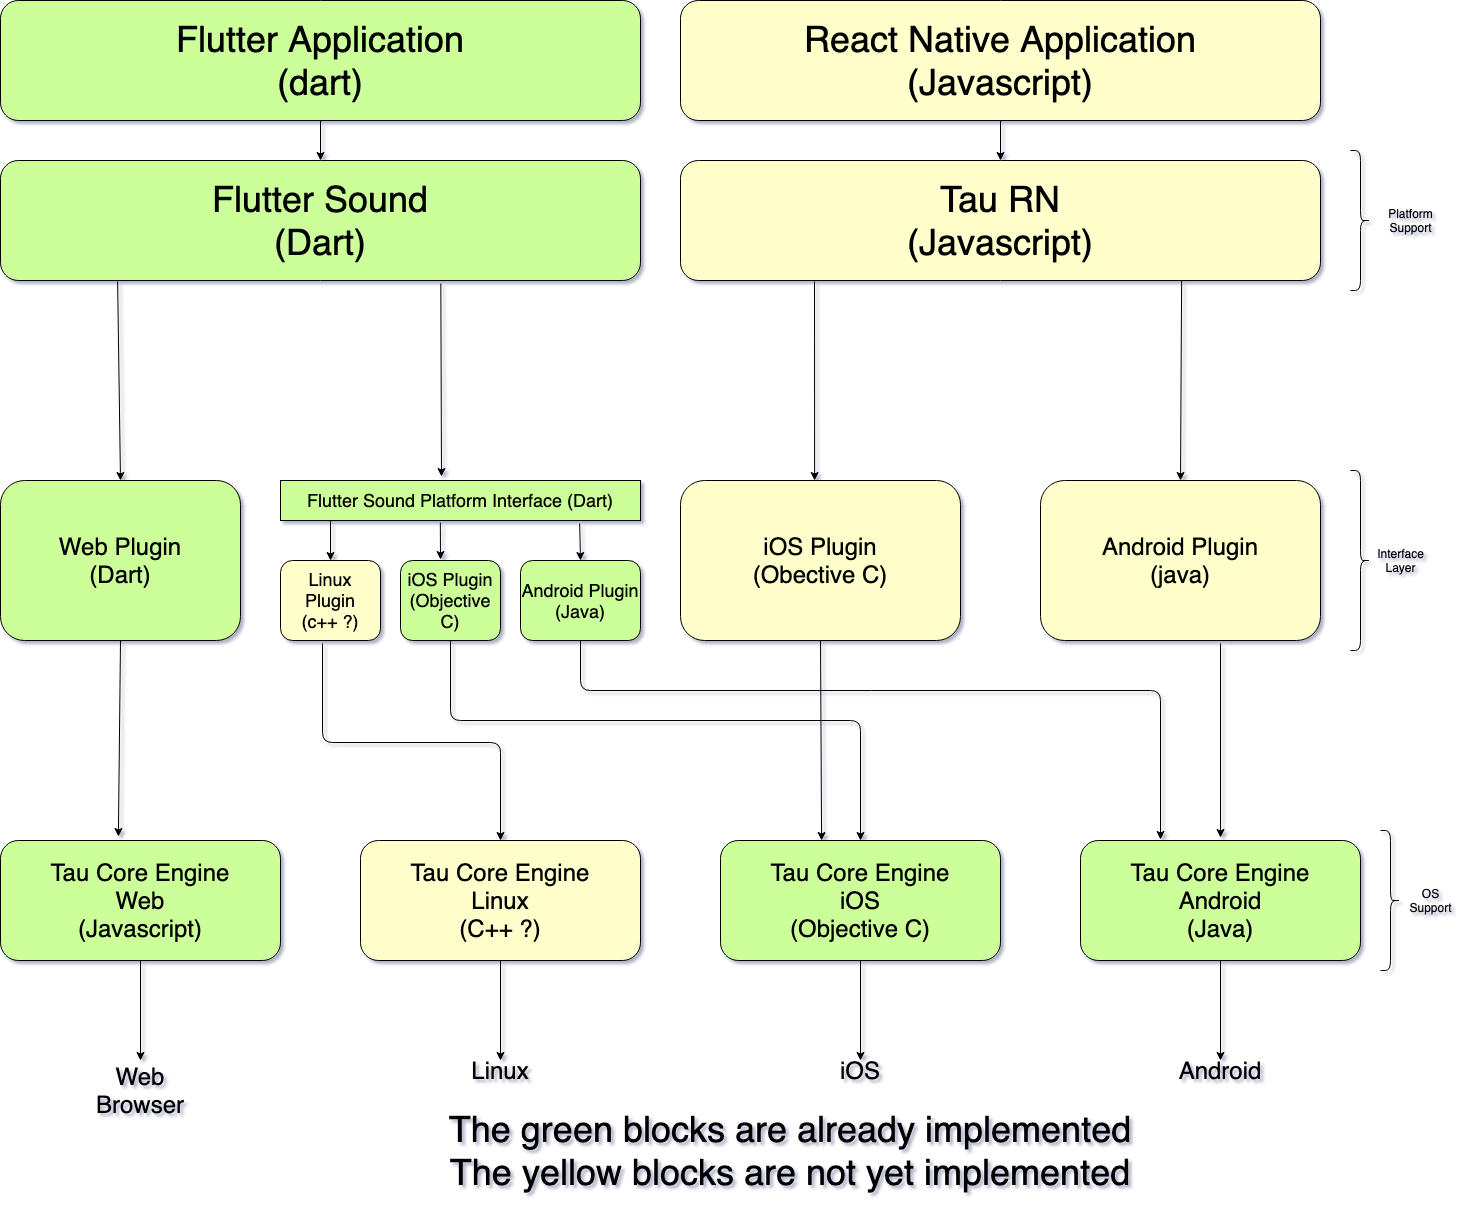 Flutter Application
(dart)
React Native Application
(Javascript)
Flutter Sound
(Dart)
Tau RN
(Javascript)
Platform
Support
Web Plugin
(Dart)
Flutter Sound Platform Interface (Dart)
Linux
Plugin
(c++ ?)
iOS Plugin
(Objective
C)
Android Plugin
(Java)
iOS Plugin
(Obective C)
Android Plugin
(java)
Interface
Layer
Tau Core Engine
Web
(Javascript)
Tau Core Engine
Linux
(C++ ?)
Tau Core Engine
iOS
(Objective C)
Tau Core Engine
Android
(Java)
OS
Support
Web
Browser
Linux
iOS
Android
The green blocks are already implemented
The yellow blocks are not yet implemented